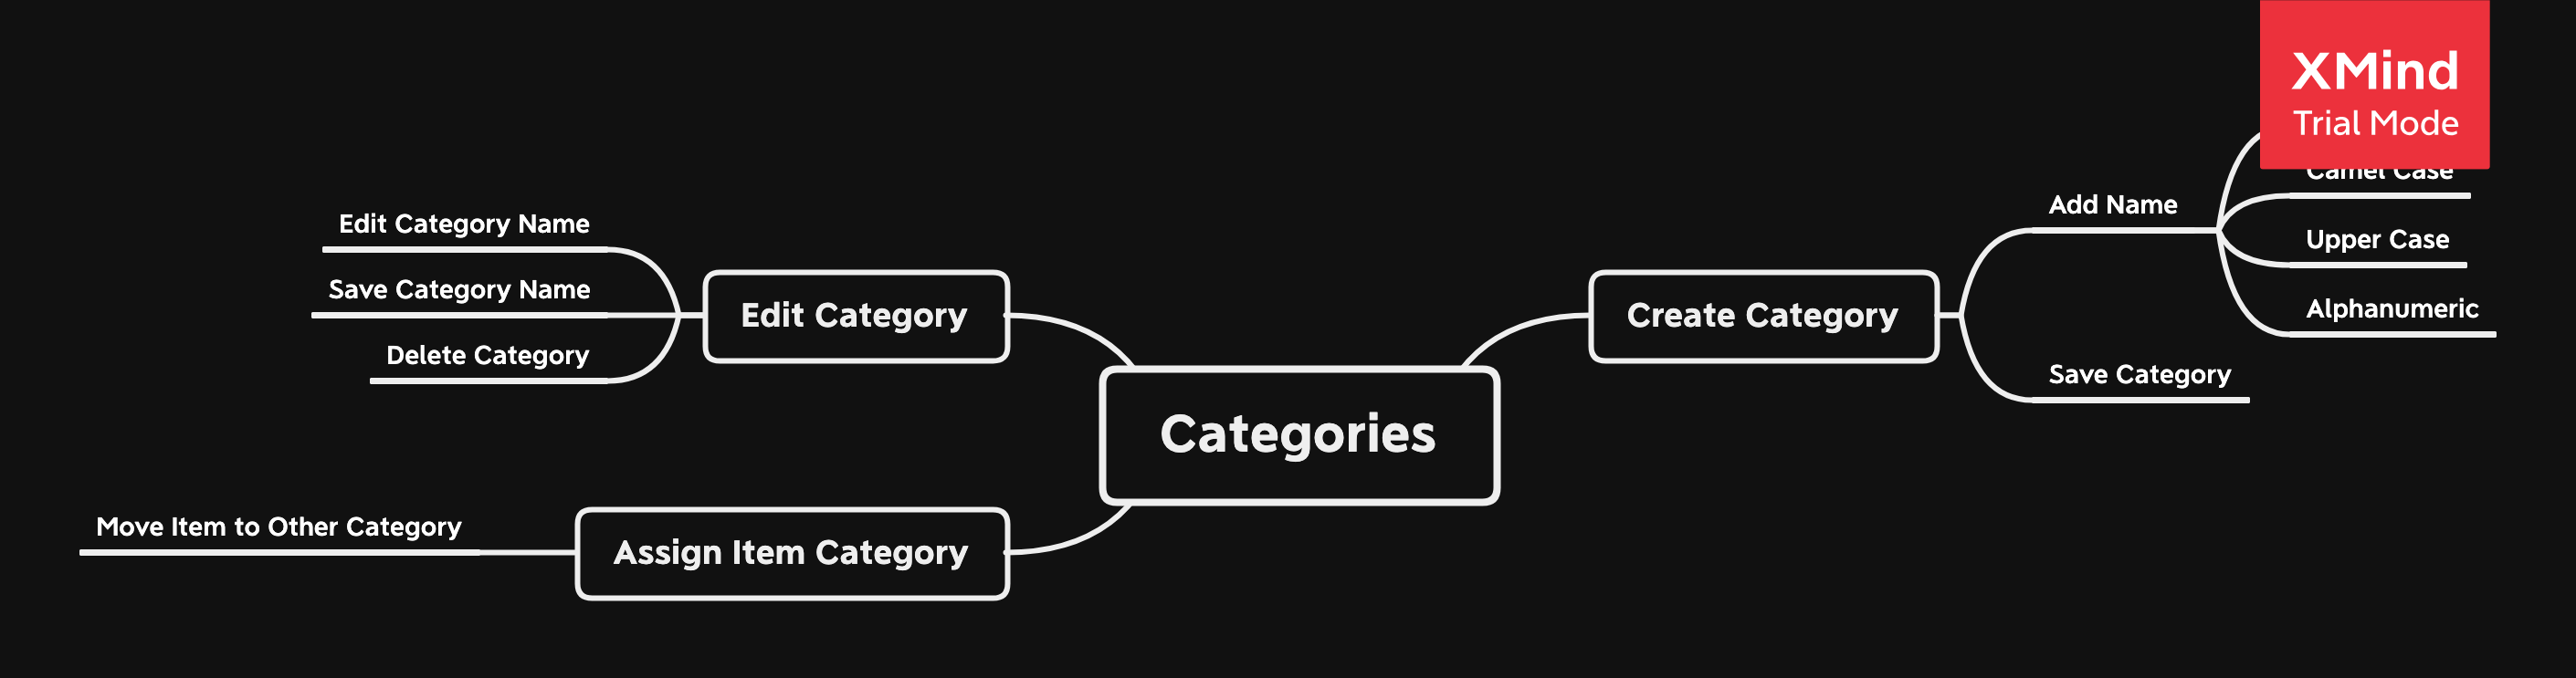 XMind
Trial Mode
Camel Case
Add Name
Upper Case
Alphanumeric
Save Category
Create Category
Categories
Edit Category
Edit Category Name
Save Category Name
Delete Category
Assign Item Category
Move Item to Other Category